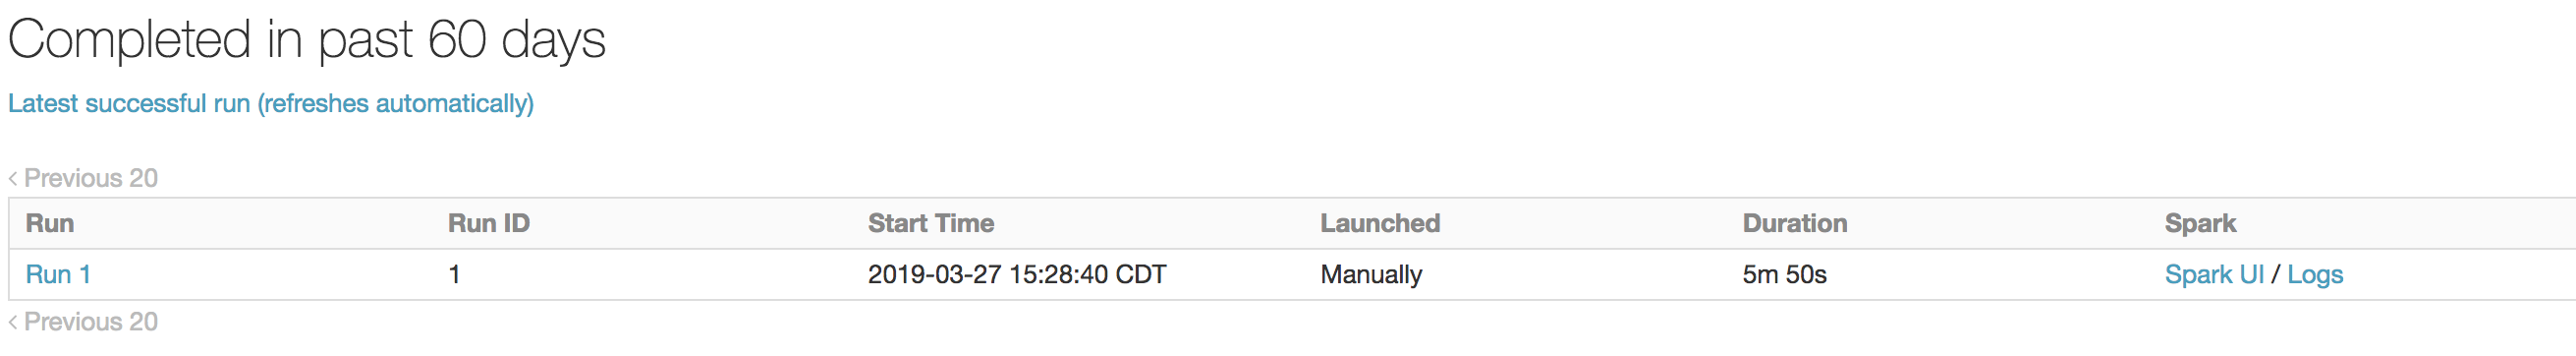 Completed in past 60 days
Latest successful run (refreshes automatically)
‹ Previous 20
Run Run ID Start Time Launched Duration Spark
Run 1 1 2019-03-27 15:28:40 CDT Manually 5m 50s Spark UI / Logs
‹ Previous 20